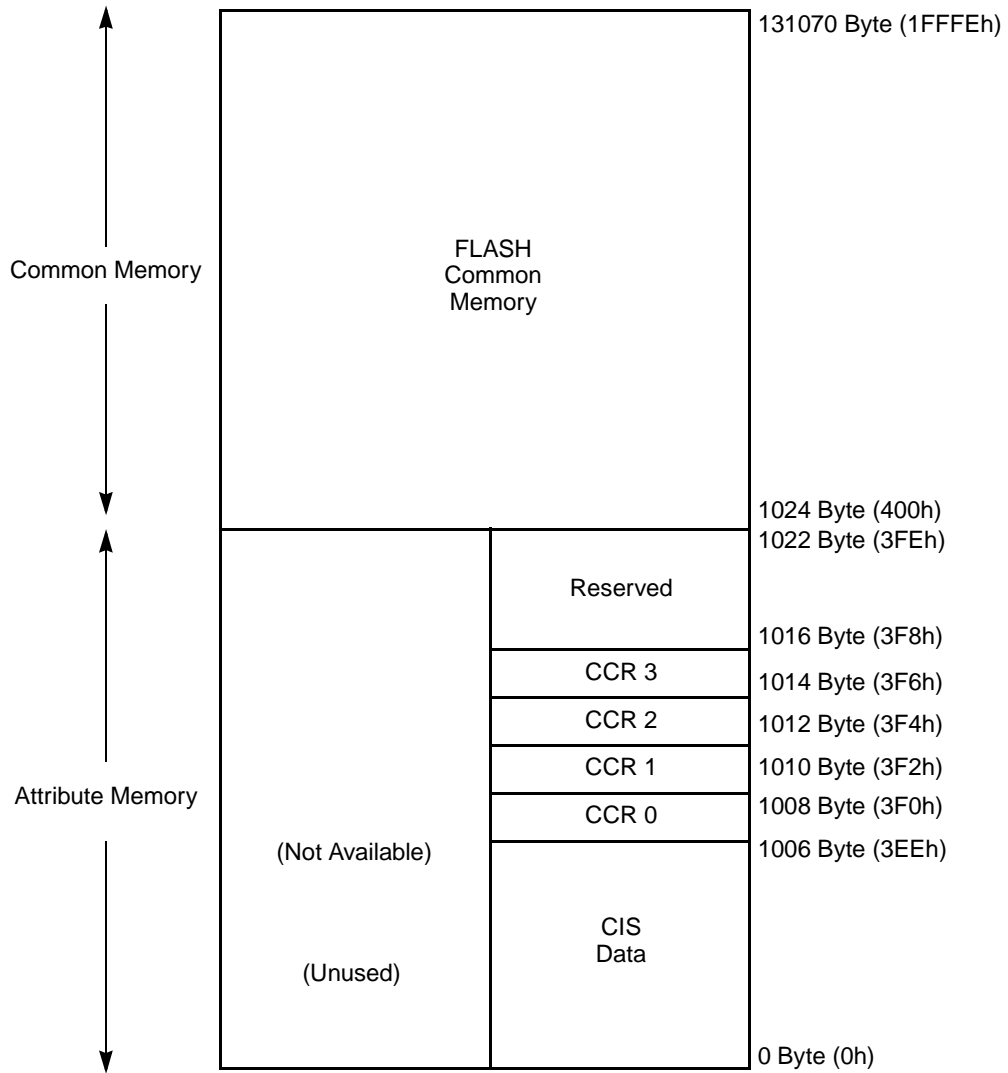 131070 Byte (1FFFEh)
Common Memory
FLASH
Common
Memory
1024 Byte (400h)
1022 Byte (3FEh)
Reserved
1016 Byte (3F8h)
CCR 3
1014 Byte (3F6h)
CCR 2
1012 Byte (3F4h)
CCR 1
1010 Byte (3F2h)
Attribute Memory
CCR 0
1008 Byte (3F0h)
(Not Available)
1006 Byte (3EEh)
CIS
Data
(Unused)
0 Byte (0h)